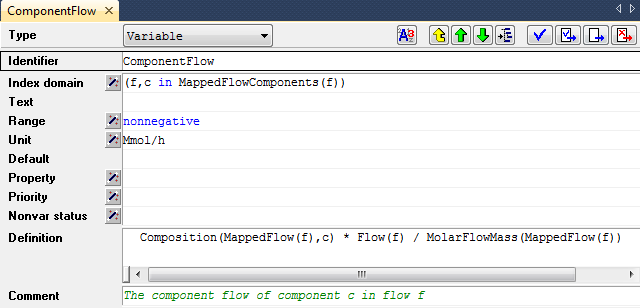 ComponentFlow
Type Variable
Identifier ComponentFlow
Index domain (f,c in MappedFlowComponents(f))
Text
Range nonnegative
Unit Mmol/h
Default
Property
Priority
Nonvar status
Definition Composition(MappedFlow(f),c) * Flow(f) / MolarFlowMass(MappedFlow(f))
Comment The component flow of component c in flow f